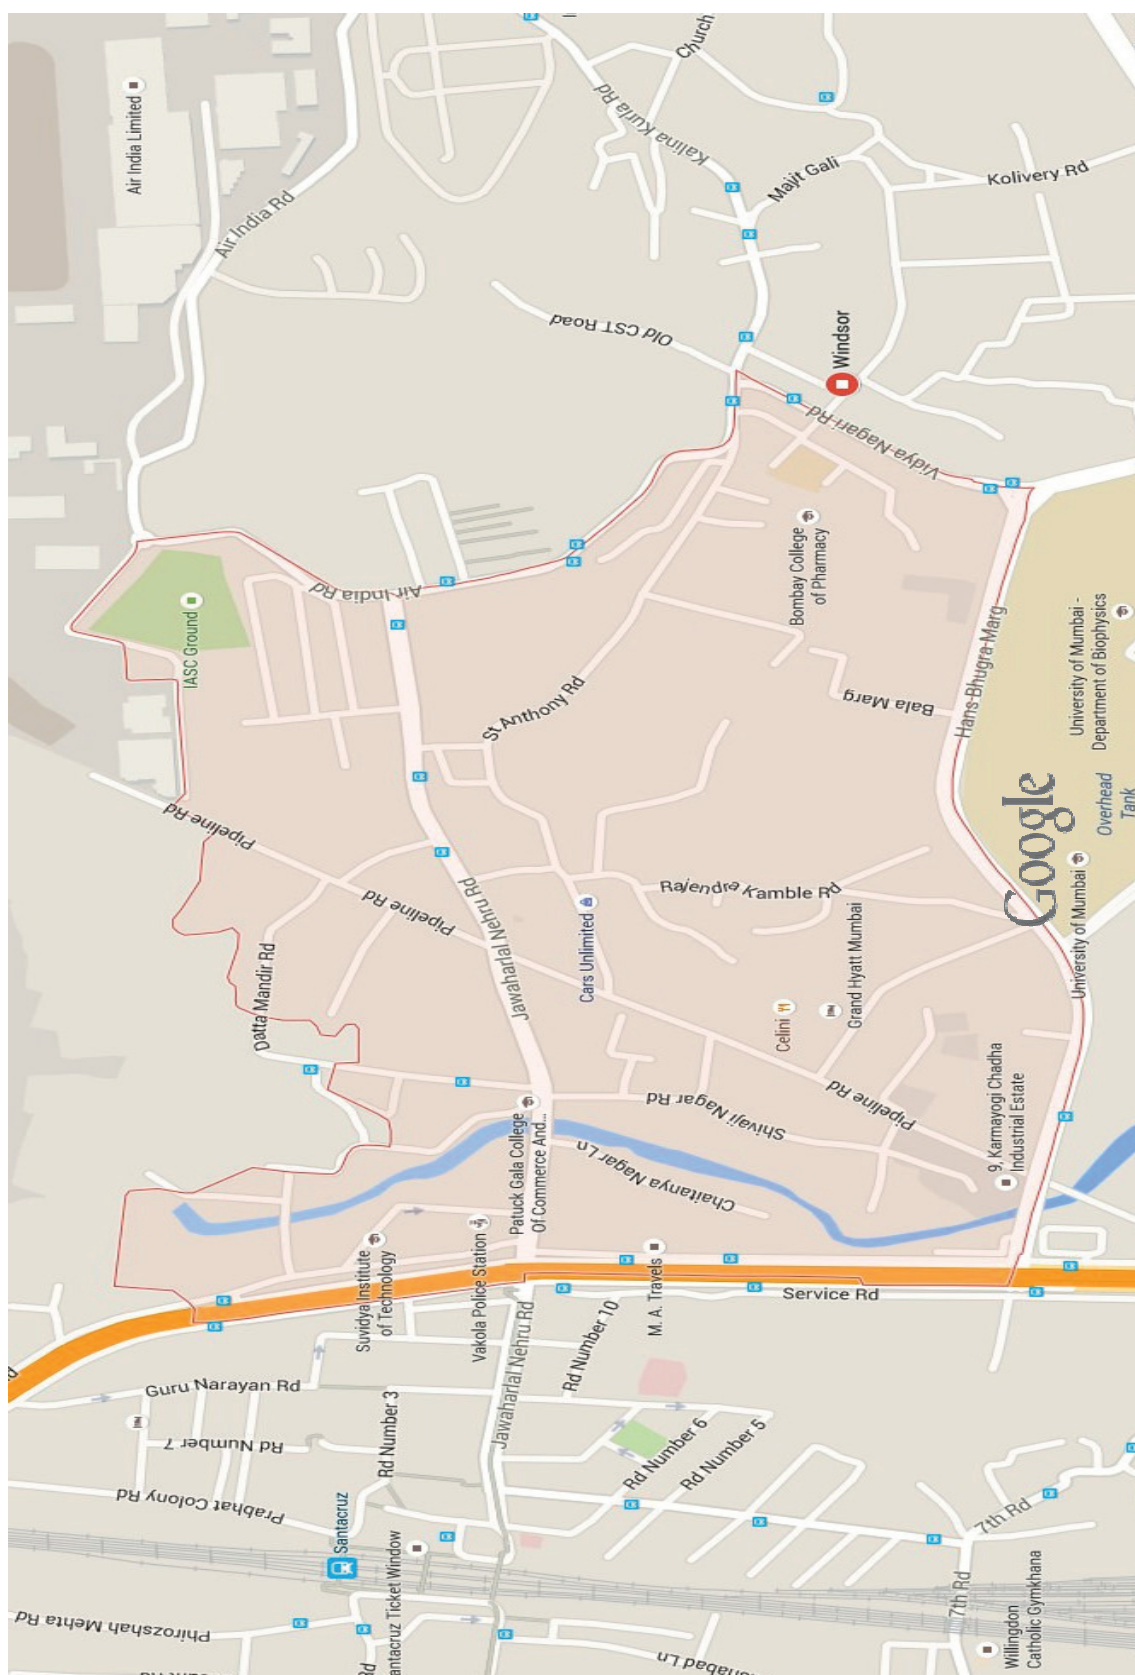 Air India Limited
Air India Rd
Church
Kalina Kurla Rd
Majit Gali
Kolivery Rd
Old CST Road
Windsor
Vidya Nagari Rd
IASC Ground
Air India Rd
Bombay College
of Pharmacy
Hans Bhugra Marg
University of Mumbai -
Department of Biophysics
Bala Marg
St Anthony Rd
Google
Overhead
Tank
Pipeline Rd
Pipeline Rd
Jawaharlal Nehru Rd
Cars Unlimited
Rajendra Kamble Rd
University of Mumbai
Grand Hyatt Mumbai
Celini
Datta Mandir Rd
Pipeline Rd
Shivaji Nagar Rd
9, Karmayogi Chadha
Industrial Estate
Patuck Gala College
Of Commerce And...
Chaitanya Nagar Ln
Suvidya Institute
of Technology
Vakola Police Station
M. A. Travels
Service Rd
Jawaharlal Nehru Rd
Rd Number 10
Guru Narayan Rd
Rd Number 7
Rd Number 3
Rd Number 6
Rd Number 5
Prabhat Colony Rd
Santacruz
antacruz Ticket Window
7th Rd
7th Rd
Willingdon
Catholic Gymkhana
Phirozshah Mehta Rd
Rd